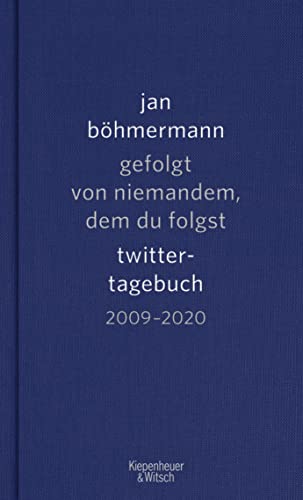 jan
böhmermann
gefolgt
von niemandem,
dem du folgst
twitter-
tagebuch
2009–2020
Kiepenheuer
&Witsch